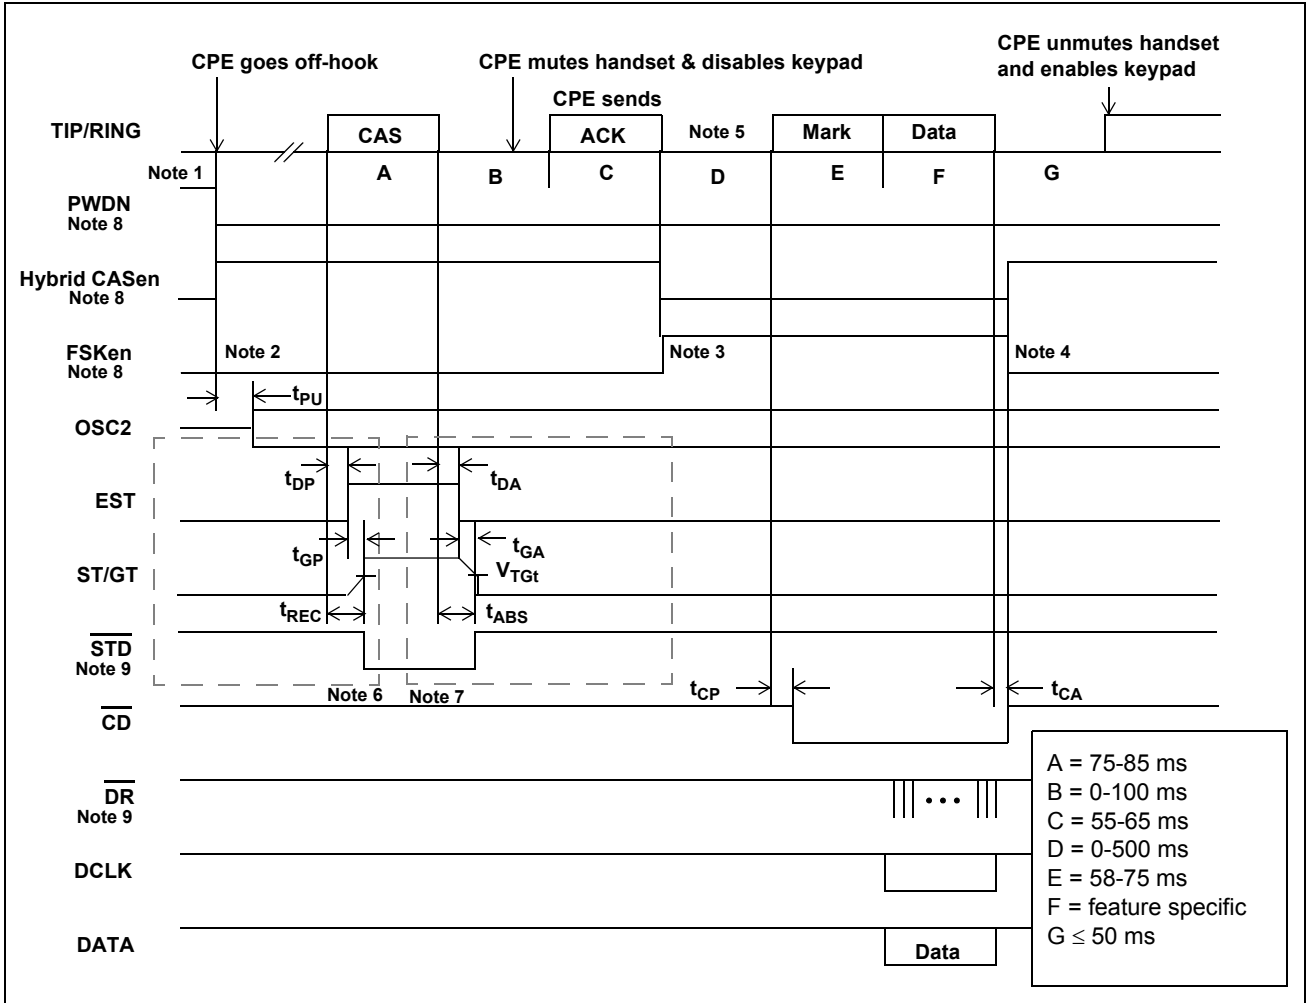 CPE goes off-hook
CPE mutes handset & disables keypad
CPE unmutes handset
and enables keypad
CPE sends
TIP/RING
CAS
ACK
Note 5
Mark
Data
Note 1
A
B
C
D
E
F
G
PWDN
Note 8
Hybrid CASen
Note 8
FSKen
Note 8
Note 2
Note 3
Note 4
tPU
OSC2
tDP
tDA
EST
tGP
tGA
ST/GT
VTGt
tREC
tABS
STD
Note 9
Note 6
Note 7
tCP
tCA
CD
DR
Note 9
• • •
DCLK
DATA
Data
A = 75-85 ms
B = 0-100 ms
C = 55-65 ms
D = 0-500 ms
E = 58-75 ms
F = feature specific
G ≤ 50 ms